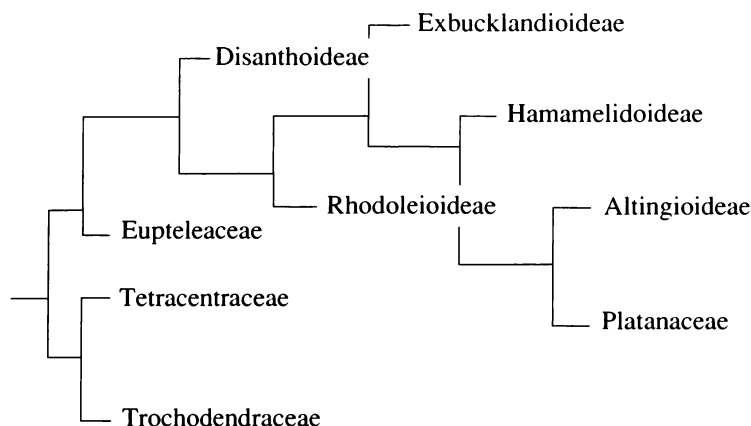 Exbucklandioideae
Disanthoideae
Hamamelidoideae
Rhodoleioideae
Altingioideae
Eupteleaceae
Tetracentraceae
Platanaceae
Trochodendraceae